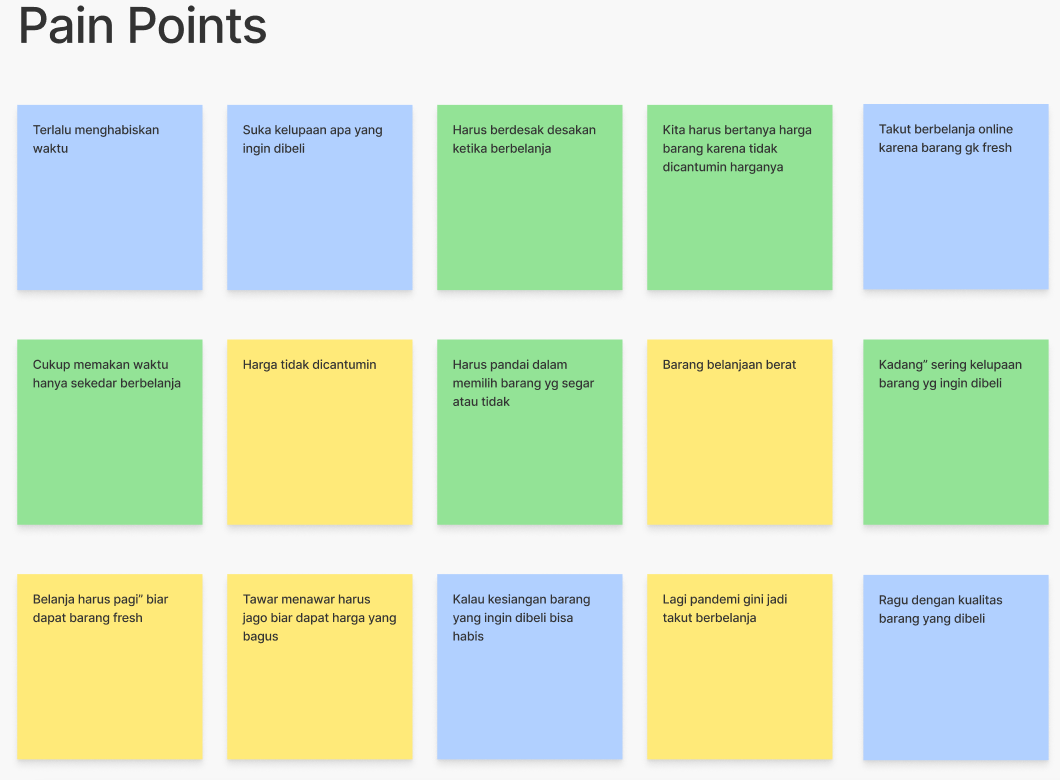 Pain Points
Terlalu menghabiskan
waktu
Suka kelupaan apa yang
ingin dibeli
Harus berdesak desakan
ketika berbelanja
Kita harus bertanya harga
barang karena tidak
dicantumin harganya
Takut berbelanja online
karena barang gk fresh
Cukup memakan waktu
hanya sekedar berbelanja
Harga tidak dicantumin
Harus pandai dalam
memilih barang yg segar
atau tidak
Barang belanjaan berat
Kadang” sering kelupaan
barang yg ingin dibeli
Belanja harus pagi” biar
dapat barang fresh
Tawar menawar harus
jago biar dapat harga yang
bagus
Kalau kesiangan barang
yang ingin dibeli bisa
habis
Lagi pandemi gini jadi
takut berbelanja
Ragu dengan kualitas
barang yang dibeli